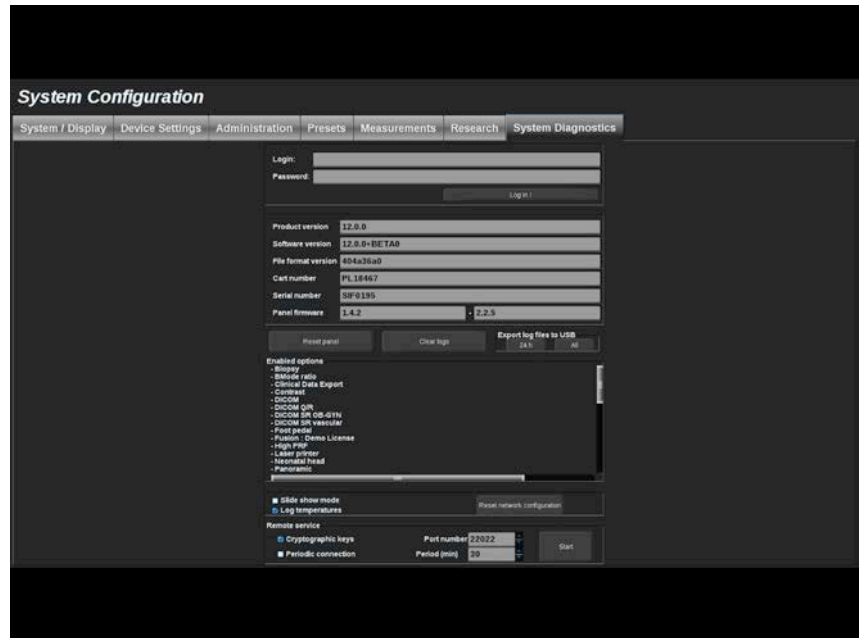 System Configuration
System / Display Device Settings Administration Presets Measurements Research System Diagnostics
Login:
Password:
Log in !
Product version 12.0.0
Software version 12.0.0-BETA0
File format version 404a36a0
Cart number PL18467
Serial number SIF0195
Panel firmware 1.4.2 - 2.2.5
Export log files to USB
Reset panel Clear logs 24 h All
Enabled options
- Biopsy
- BMode ratio
- Clinical Data Export
- Contrast
- DICOM
- DICOM Q/R
- DICOM SR OB-GYN
- DICOM SR vascular
- Foot pedal
- Fusion : Demo License
- High PRF
- Laser printer
- Neonatal head
- Panoramic
Slide show mode
Log temperatures
Reset network configuration
Remote service
Cryptographic keys Port number 22022
Periodic connection Period (min) 30
Start